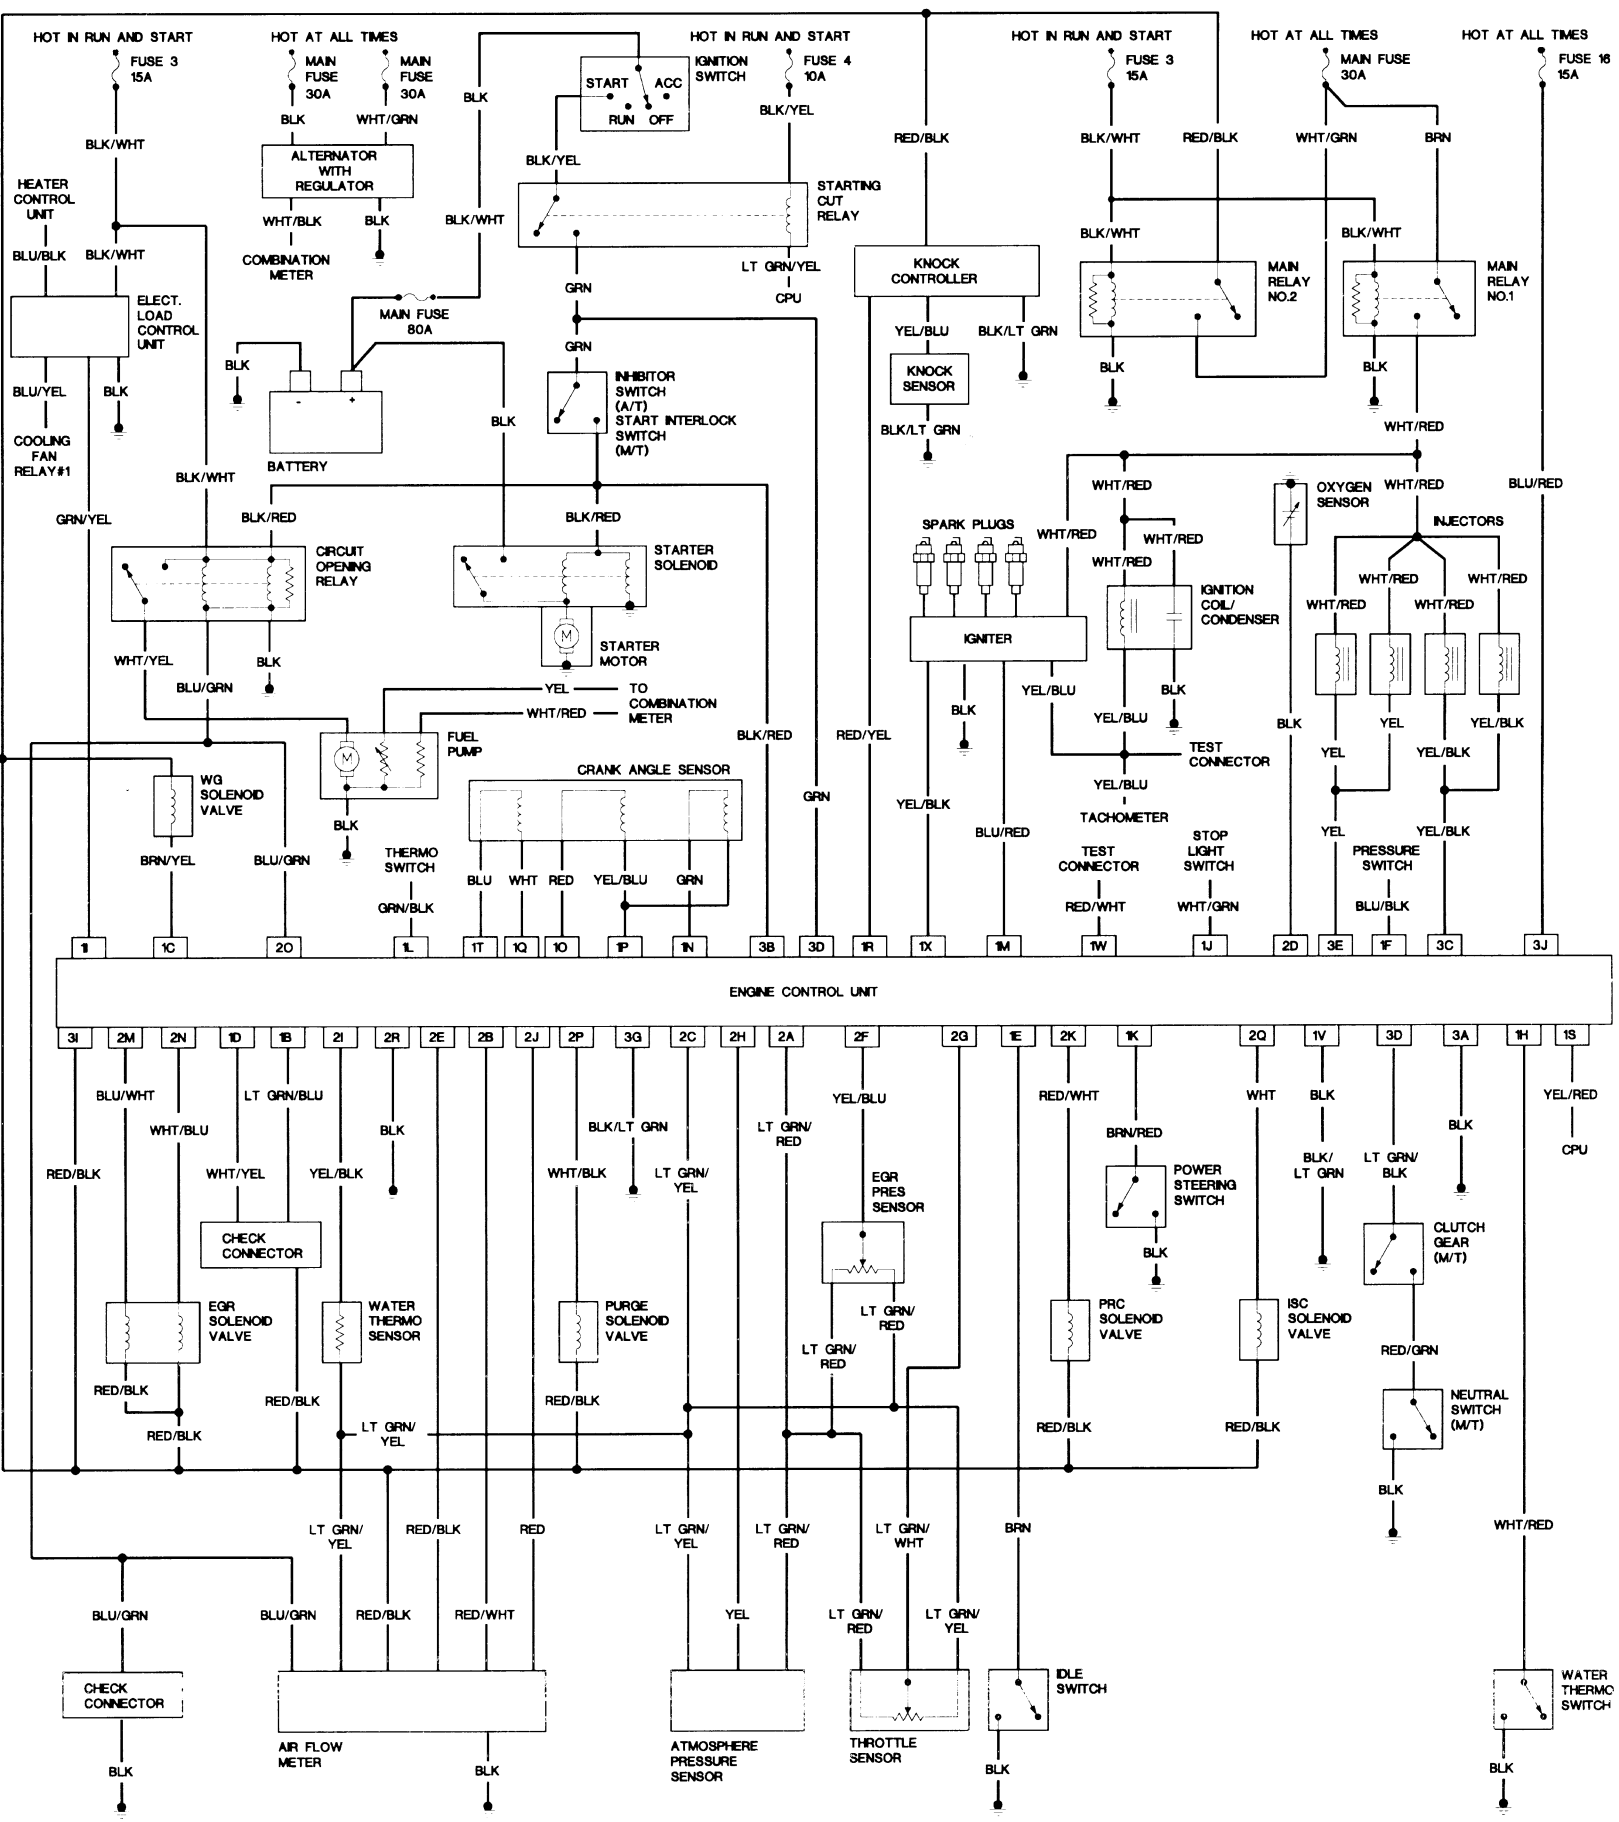 HOT IN RUN AND START
FUSE 3
15A
HOT AT ALL TIMES
MAIN
FUSE
30A
MAIN
FUSE
30A
HOT IN RUN AND START
FUSE 4
10A
IGNITION
SWITCH
START
ACC
RUN
OFF
HOT IN RUN AND START
FUSE 3
15A
HOT AT ALL TIMES
MAIN FUSE
30A
HOT AT ALL TIMES
FUSE 16
15A
BLK
BLK
WHT/GRN
BLK/YEL
BLK/WHT
RED/BLK
BLK/WHT
RED/BLK
WHT/GRN
BRN
ALTERNATOR
WITH
REGULATOR
BLK/YEL
HEATER
CONTROL
UNIT
STARTING
CUT
RELAY
WHT/BLK
BLK
BLK/WHT
BLK/WHT
BLK/WHT
BLU/BLK
BLK/WHT
COMBINATION
METER
LT GRN/YEL
CPU
KNOCK
CONTROLLER
MAIN
RELAY
NO.2
MAIN
RELAY
NO.1
GRN
ELECT.
LOAD
CONTROL
UNIT
MAIN FUSE
80A
YEL/BLU
BLK/LT GRN
GRN
BLK
BLK
BLK
KNOCK
SENSOR
BLU/YEL
BLK
INHIBITOR
SWITCH
(A/T)
START INTERLOCK
SWITCH
(M/T)
-
+
BLK
BLK/LT GRN
WHT/RED
COOLING
FAN
RELAY#1
BATTERY
BLK/WHT
WHT/RED
OXYGEN
SENSOR
WHT/RED
BLU/RED
GRN/YEL
BLK/RED
BLK/RED
SPARK PLUGS
WHT/RED
WHT/RED
INJECTORS
CIRCUIT
OPENING
RELAY
STARTER
SOLENOID
WHT/RED
WHT/RED
WHT/RED
IGNITION
COIL/
CONDENSER
WHT/RED
WHT/RED
IGNITER
M
STARTER
MOTOR
WHT/YEL
BLK
BLU/GRN
YEL
TO
COMBINATION
METER
WHT/RED
YEL/BLU
BLK
BLK
YEL/BLU
BLK
YEL
YEL/BLK
FUEL
PUMP
M
BLK/RED
RED/YEL
TEST
CONNECTOR
YEL
YEL/BLK
CRANK ANGLE SENSOR
WG
SOLENOID
VALVE
YEL/BLU
GRN
YEL/BLK
TACHOMETER
BLK
BLU/RED
STOP
LIGHT
SWITCH
YEL
YEL/BLK
BRN/YEL
BLU/GRN
THERMO
SWITCH
TEST
CONNECTOR
PRESSURE
SWITCH
BLU
WHT
RED
YEL/BLU
GRN
GRN/BLK
RED/WHT
WHT/GRN
BLU/BLK
1I
1C
2O
1L
1T
1Q
1O
1P
1N
3B
3D
1R
1X
1M
1W
1J
2D
3E
1F
3C
3J
ENGINE CONTROL UNIT
3I
2M
2N
1D
1B
2I
2R
2E
2B
2J
2P
3G
2C
2H
2A
2F
2G
1E
2K
1K
2Q
1V
3D
3A
1H
1S
BLU/WHT
LT GRN/BLU
YEL/BLU
RED/WHT
WHT
BLK
YEL/RED
WHT/BLU
BLK
BLK/LT GRN
LT GRN/
RED
BRN/RED
BLK
CPU
RED/BLK
WHT/YEL
YEL/BLK
WHT/BLK
LT GRN/
YEL
EGR
PRES
SENSOR
POWER
STEERING
SWITCH
BLK/
LT GRN
LT GRN/
BLK
CHECK
CONNECTOR
BLK
CLUTCH
GEAR
(M/T)
EGR
SOLENOID
VALVE
WATER
THERMO
SENSOR
PURGE
SOLENOID
VALVE
LT GRN/
RED
PRC
SOLENOID
VALVE
ISC
SOLENOID
VALVE
LT GRN/
RED
RED/GRN
RED/BLK
RED/BLK
RED/BLK
NEUTRAL
SWITCH
(M/T)
RED/BLK
LT GRN/
YEL
RED/BLK
RED/BLK
BLK
LT GRN/
YEL
RED/BLK
RED
LT GRN/
YEL
LT GRN/
RED
LT GRN/
WHT
BRN
WHT/RED
BLU/GRN
BLU/GRN
RED/BLK
RED/WHT
YEL
LT GRN/
RED
LT GRN/
YEL
CHECK
CONNECTOR
IDLE
SWITCH
WATER
THERMO
SWITCH
AIR FLOW
METER
ATMOSPHERE
PRESSURE
SENSOR
THROTTLE
SENSOR
BLK
BLK
BLK
BLK